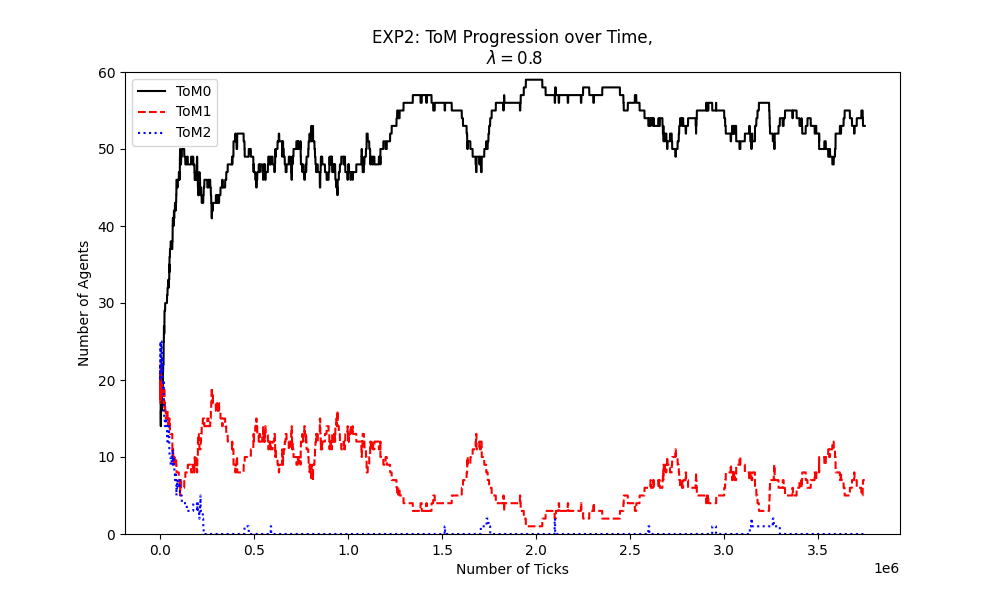 EXP2: ToM Progression over Time,
λ = 0.8
ToM0
ToM1
ToM2
Number of Agents
60
50
40
30
20
10
0
0.0 0.5 1.0 1.5 2.0 2.5 3.0 3.5
1e6
Number of Ticks